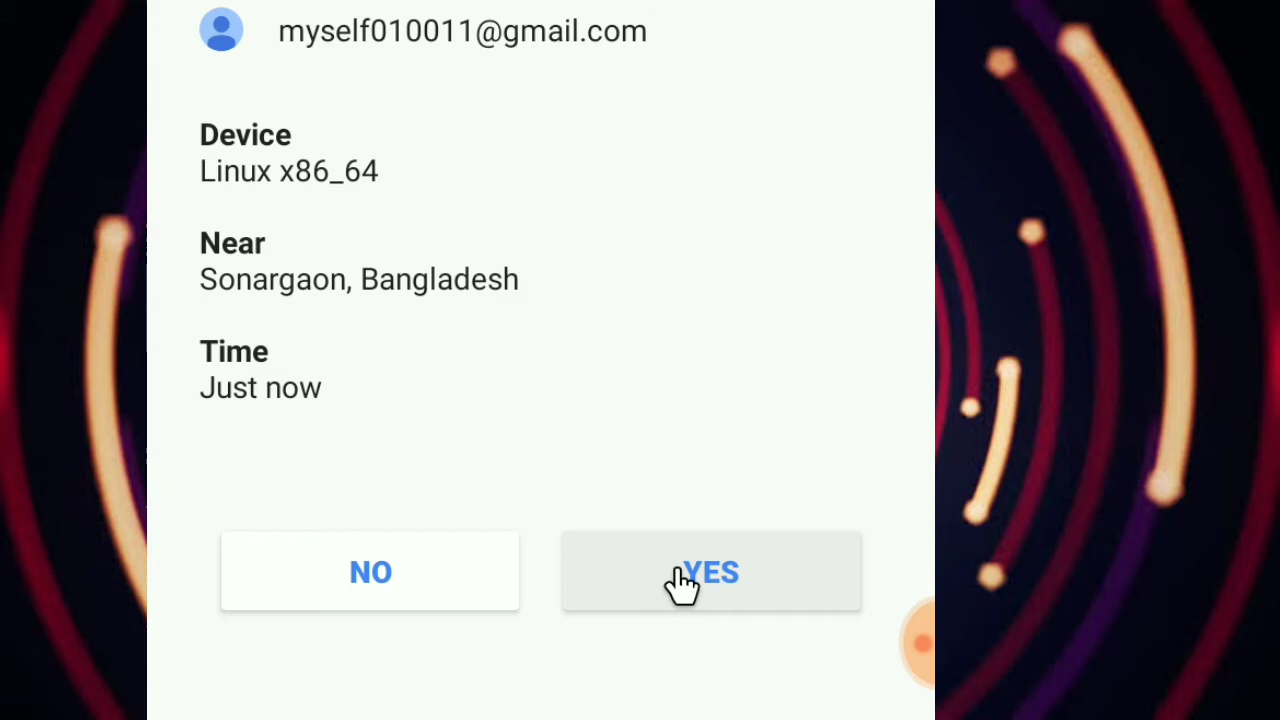 myself010011@gmail.com
Device
Linux x86_64
Near
Sonargaon, Bangladesh
Time
Just now
NO
YES